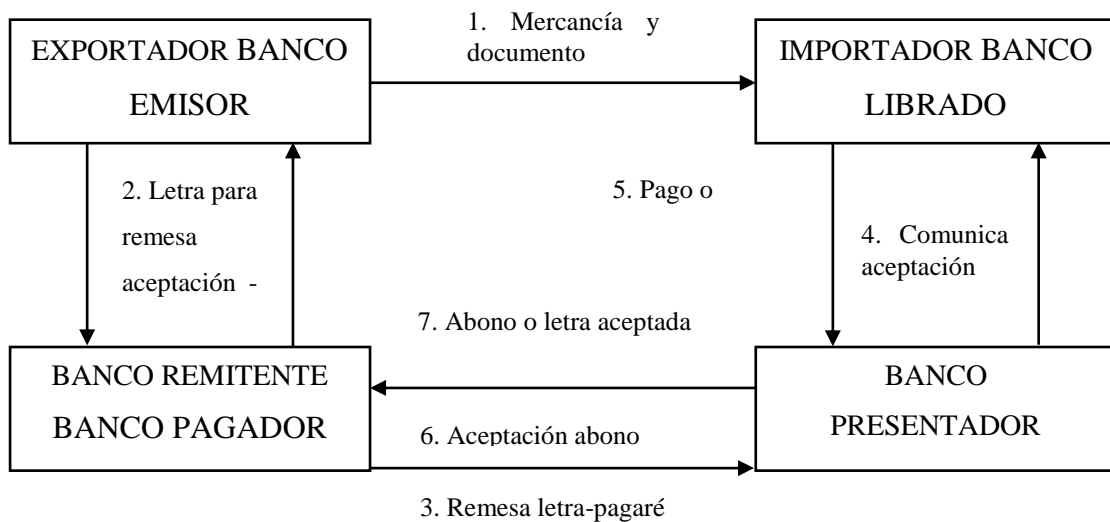 1. Mercancía y
documento
EXPORTADOR BANCO
EMISOR
IMPORTADOR BANCO
LIBRADO
2. Letra para
remesa
aceptación -
5. Pago o
4. Comunica
aceptación
7. Abono o letra aceptada
BANCO REMITENTE
BANCO PAGADOR
BANCO
PRESENTADOR
6. Aceptación abono
3. Remesa letra-pagaré